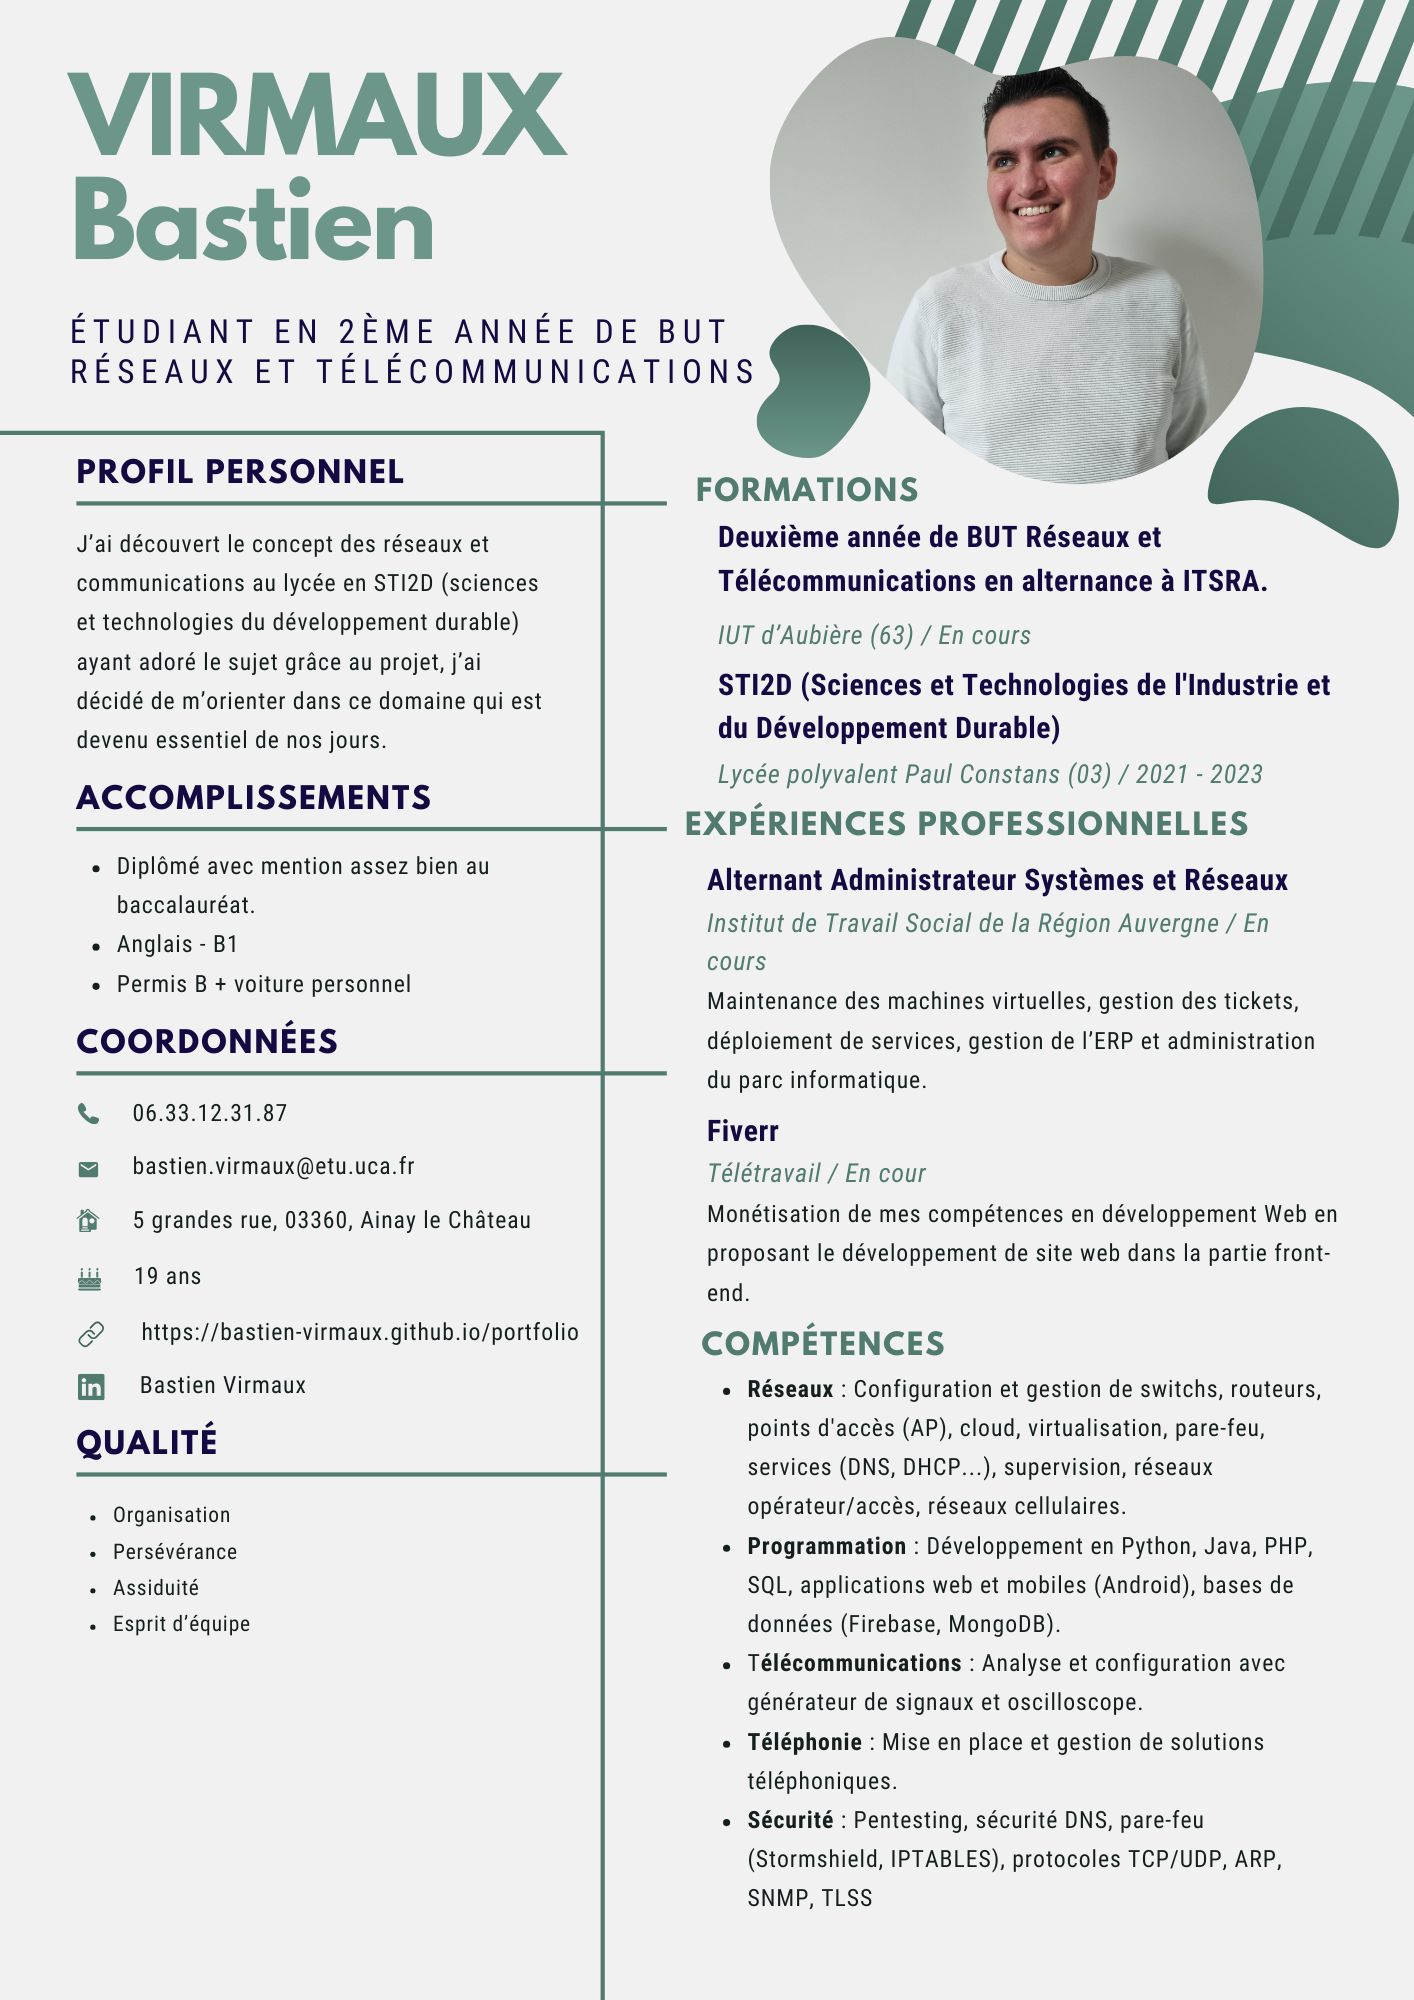 VIRMAUX
Bastien
ÉTUDIANT EN 2ÈME ANNÉE DE BUT
RÉSEAUX ET TÉLÉCOMMUNICATIONS
PROFIL PERSONNEL
J’ai découvert le concept des réseaux et
communications au lycée en STI2D (sciences
et technologies du développement durable)
ayant adoré le sujet grâce au projet, j’ai
décidé de m’orienter dans ce domaine qui est
devenu essentiel de nos jours.
ACCOMPLISSEMENTS
• Diplômé avec mention assez bien au
baccalauréat.
• Anglais - B1
• Permis B + voiture personnel
COORDONNÉES
06.33.12.31.87
bastien.virmaux@etu.uca.fr
5 grandes rue, 03360, Ainay le Château
19 ans
https://bastien-virmaux.github.io/portfolio
in
Bastien Virmaux
QUALITÉ
• Organisation
• Persévérance
• Assiduité
• Esprit d’équipe
FORMATIONS
Deuxième année de BUT Réseaux et
Télécommunications en alternance à ITSRA.
IUT d’Aubière (63) / En cours
STI2D (Sciences et Technologies de l'Industrie et
du Développement Durable)
Lycée polyvalent Paul Constans (03) / 2021 - 2023
EXPÉRIENCES PROFESSIONNELLES
Alternant Administrateur Systèmes et Réseaux
Institut de Travail Social de la Région Auvergne / En
cours
Maintenance des machines virtuelles, gestion des tickets,
déploiement de services, gestion de l’ERP et administration
du parc informatique.
Fiverr
Télétravail / En cour
Monétisation de mes compétences en développement Web en
proposant le développement de site web dans la partie front-
end.
COMPÉTENCES
• Réseaux : Configuration et gestion de switchs, routeurs,
points d'accès (AP), cloud, virtualisation, pare-feu,
services (DNS, DHCP...), supervision, réseaux
opérateur/accès, réseaux cellulaires.
• Programmation : Développement en Python, Java, PHP,
SQL, applications web et mobiles (Android), bases de
données (Firebase, MongoDB).
• Télécommunications : Analyse et configuration avec
générateur de signaux et oscilloscope.
• Téléphonie : Mise en place et gestion de solutions
téléphoniques.
• Sécurité : Pentesting, sécurité DNS, pare-feu
(Stormshield, IPTABLES), protocoles TCP/UDP, ARP,
SNMP, TLSS